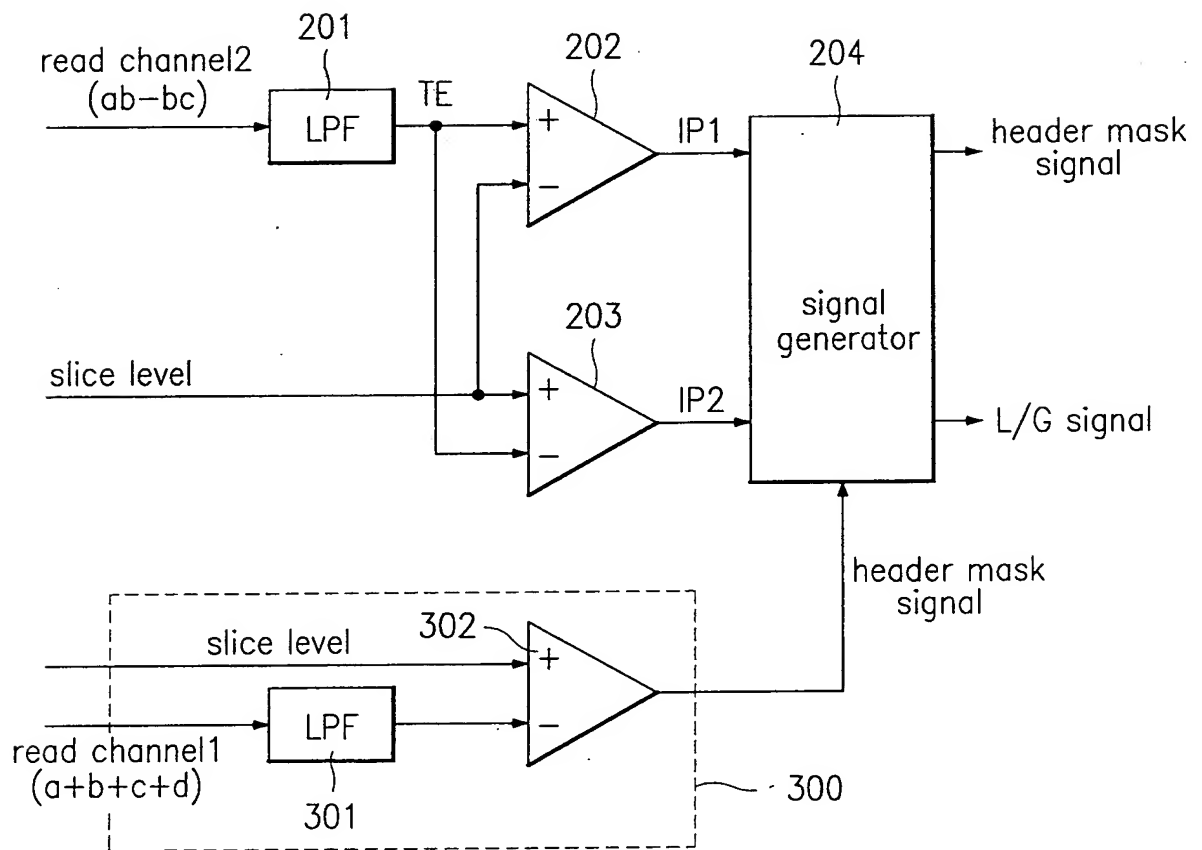 201
read channel2
(ab-bc)
LPF
TE
202
+
-
IP1
204
header mask
signal
signal
generator
slice level
203
+
-
IP2
L/G signal
header mask
signal
slice level
302
+
-
LPF
read channel1
(a+b+c+d)
301
300